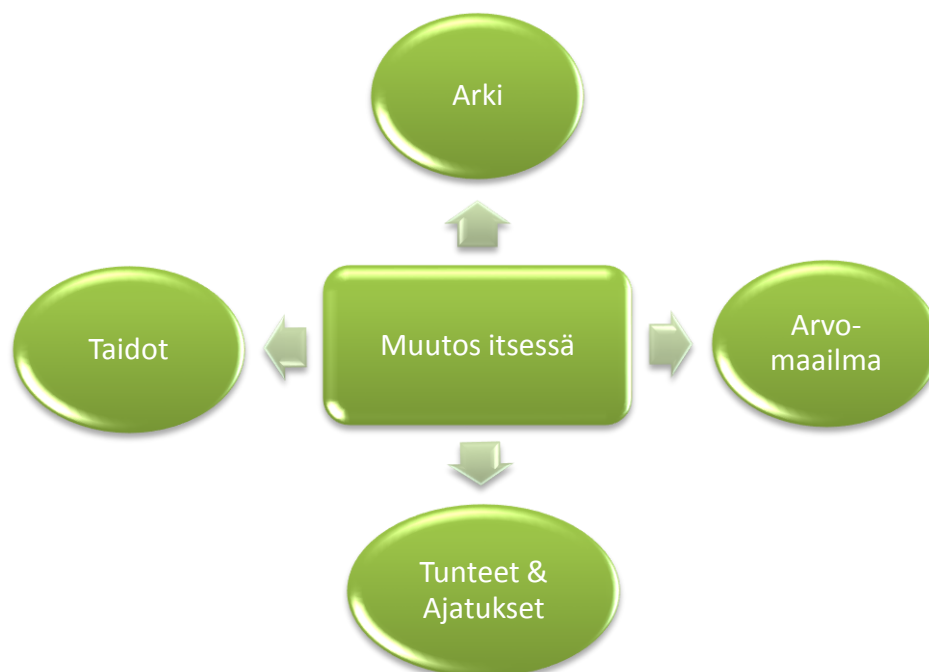 Arki
Taidot
Muutos itsessä
Arvo-
maailma
Tunteet &
Ajatukset